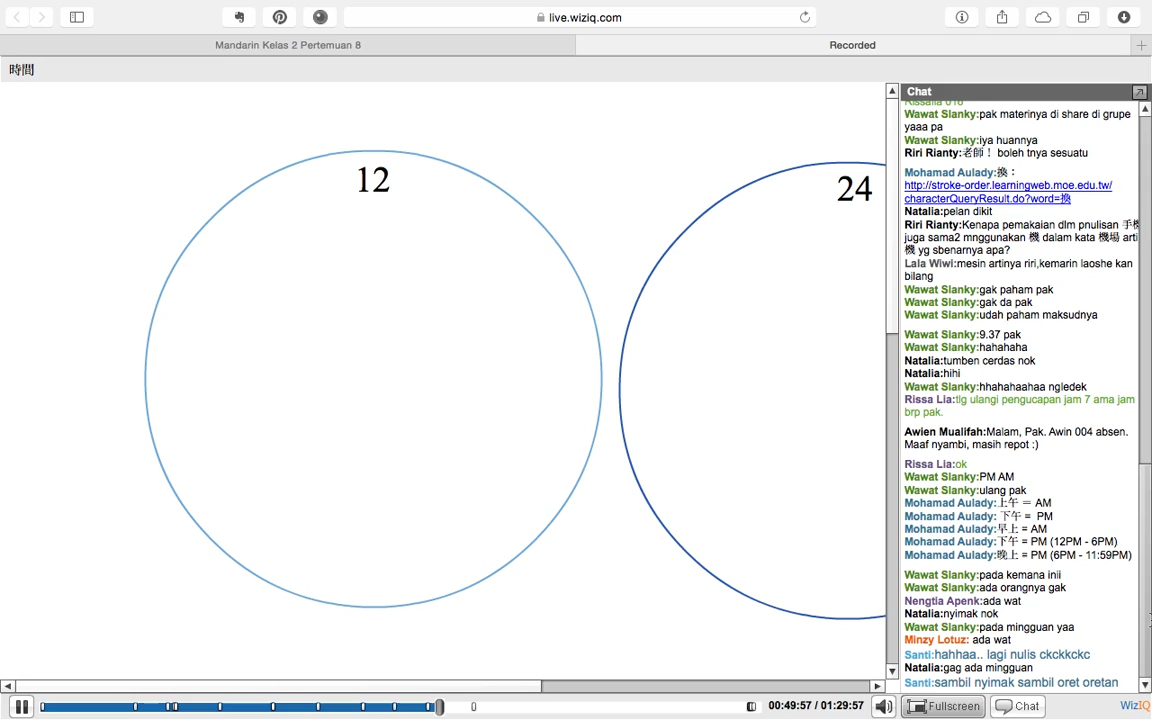 live.wiziq.com
Mandarin Kelas 2 Pertemuan 8
Recorded
時間
12
24
Chat
Wawat Slanky:pak materinya di share di grupe
yaaa pa
Wawat Slanky:iya huannya
Riri Rianty:老師！ boleh tnya sesuatu
Mohamad Aulady:換：
http://stroke-order.learningweb.moe.edu.tw/
characterQueryResult.do?word=換
Natalia:pelan dikit
Riri Rianty:Kenapa pemakaian dlm pnulisan 手機
juga sama2 mnggunakan 機 dalam kata 機場 arti
機 yg sbenarnya apa?
Lala Wiwi:mesin artinya riri,kemarin laoshe kan
bilang
Wawat Slanky:gak paham pak
Wawat Slanky:gak da pak
Wawat Slanky:udah paham maksudnya
Wawat Slanky:9.37 pak
Wawat Slanky:hahahaha
Natalia:tumben cerdas nok
Natalia:hihi
Wawat Slanky:hhahahaahaa ngledek
Rissa Lia:tlg ulangi pengucapan jam 7 ama jam
brp pak.
Awien Mualifah:Malam, Pak. Awin 004 absen.
Maaf nyambi, masih repot :)
Rissa Lia:ok
Wawat Slanky:PM AM
Wawat Slanky:ulang pak
Mohamad Aulady:上午 = AM
Mohamad Aulady:下午 = PM
Mohamad Aulady:早上 = AM
Mohamad Aulady:下午 = PM (12PM - 6PM)
Mohamad Aulady:晚上 = PM (6PM - 11:59PM)
Wawat Slanky:pada kemana inii
Wawat Slanky:ada orangnya gak
Nengtia Apenk:ada wat
Natalia:nyimak nok
Wawat Slanky:pada mingguan yaa
Minzy Lotuz: ada wat
Santi:hahhaa.. lagi nulis ckckkckc
Natalia:gag ada mingguan
Santi:sambil nyimak sambil oret oretan
00:49:57 / 01:29:57
Fullscreen
Chat
WizIQ